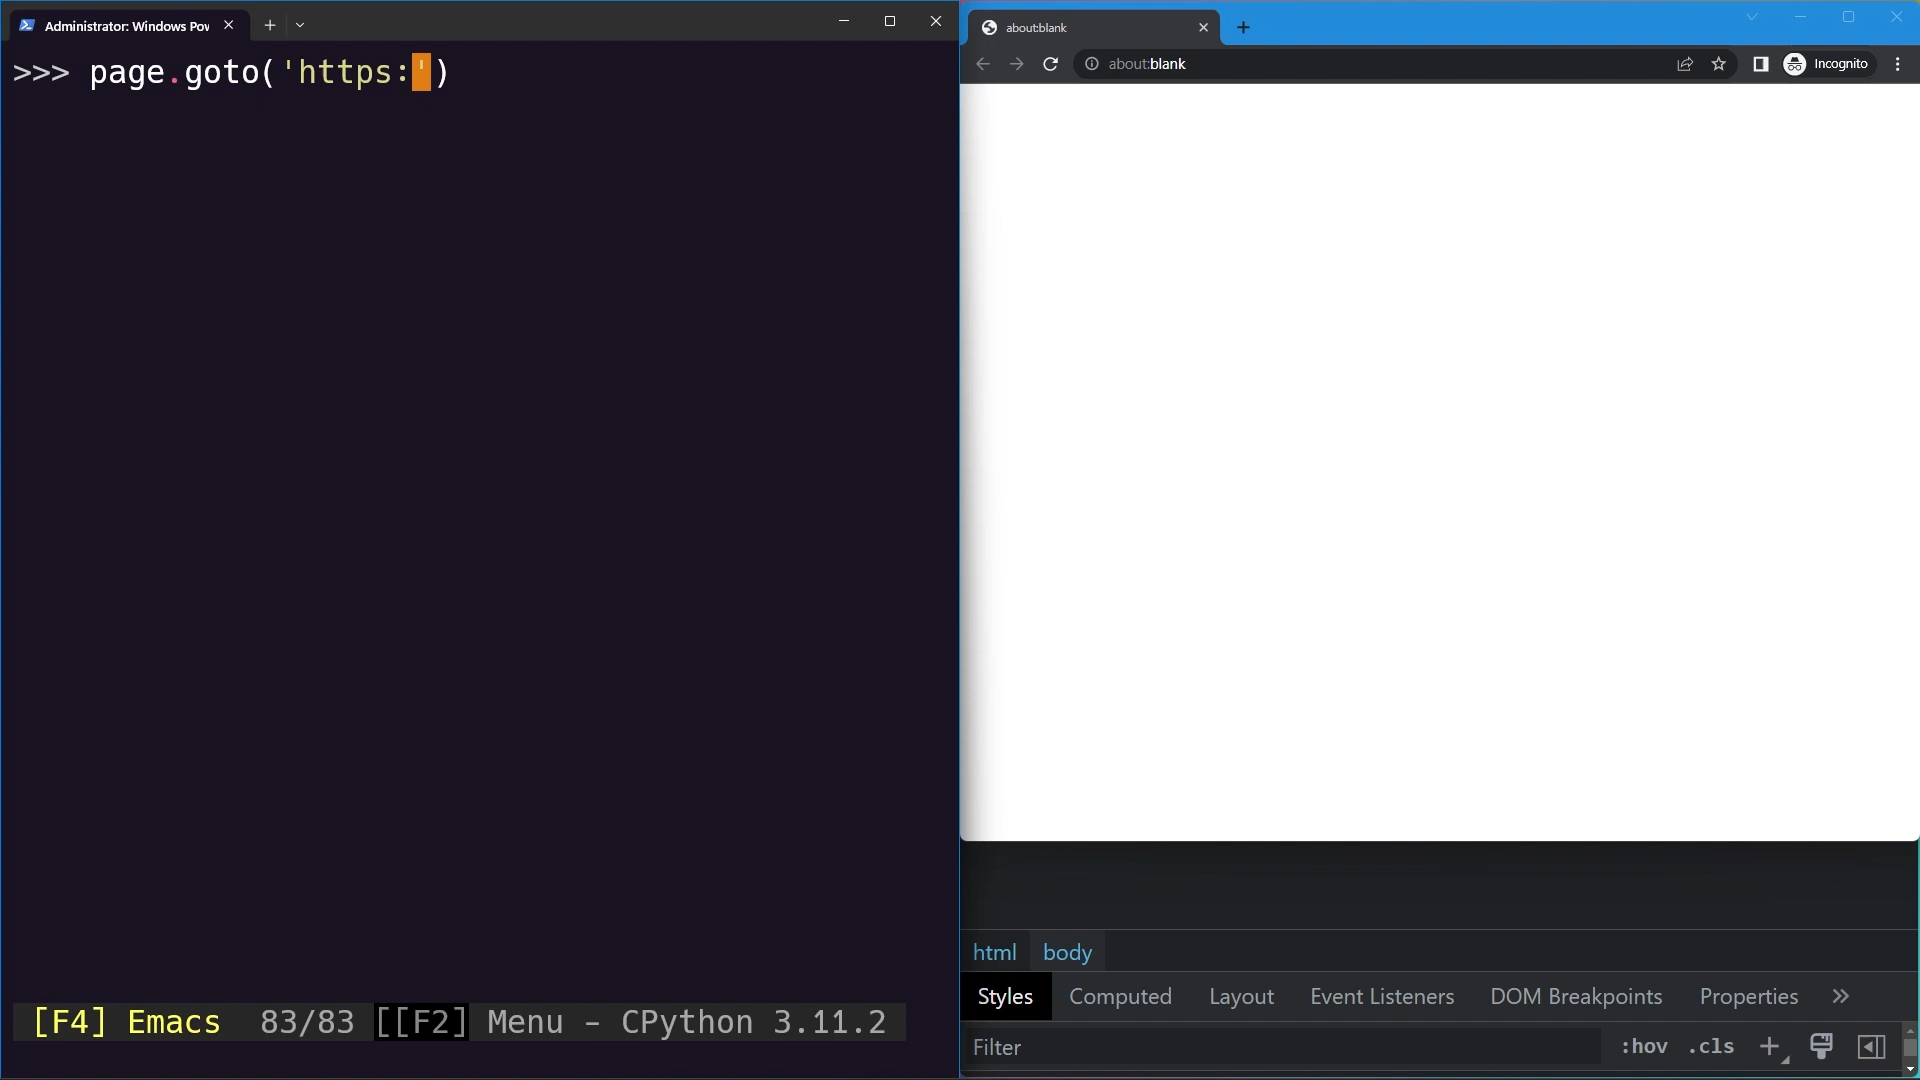 Administrator: Windows Pow
>>> page.goto('https:')
[F4] Emacs 83/83 [[F2] Menu - CPython 3.11.2
about:blank
about:blank
Incognito
html body
Styles Computed Layout Event Listeners DOM Breakpoints Properties »
Filter :hov .cls